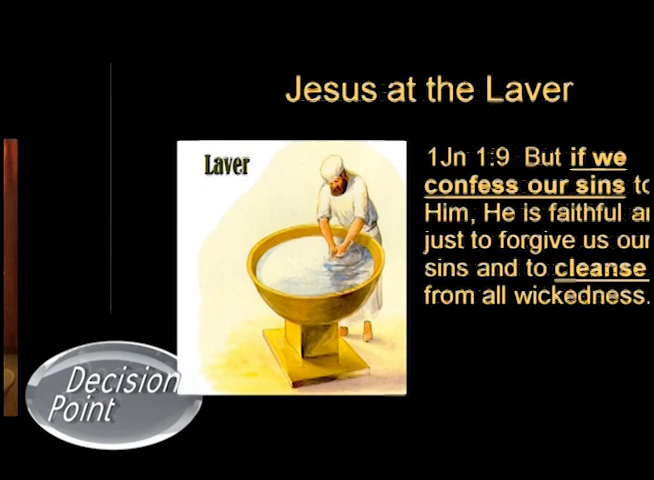 Jesus at the Laver
Laver
1Jn 1:9 But if we
confess our sins
Him, He is faithful
just to forgive us our
sins and to cleanse
from all wickedness.
Decision
Point